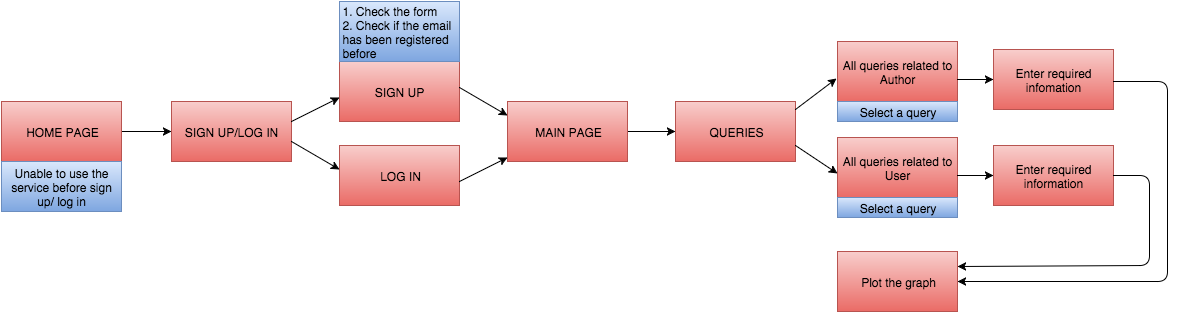 HOME PAGE
Unable to use the
service before sign
up/ log in
SIGN UP/LOG IN
1. Check the form
2. Check if the email
has been registered
before
SIGN UP
LOG IN
MAIN PAGE
QUERIES
All queries related to
Author
Select a query
Enter required
infomation
All queries related to
User
Select a query
Enter required
information
Plot the graph